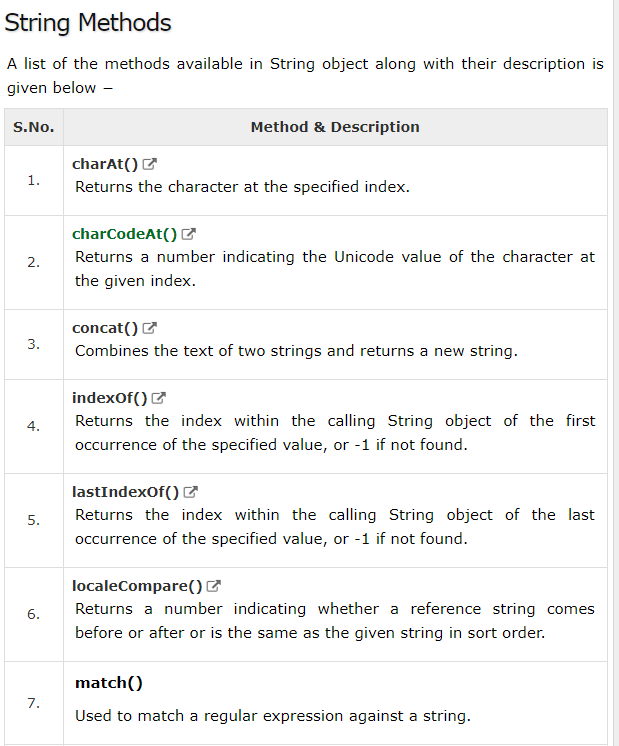 String Methods
A list of the methods available in String object along with their description is
given below −
S.No.
Method & Description
1.
charAt()
Returns the character at the specified index.
2.
charCodeAt()
Returns a number indicating the Unicode value of the character at
the given index.
3.
concat()
Combines the text of two strings and returns a new string.
4.
indexOf()
Returns the index within the calling String object of the first
occurrence of the specified value, or -1 if not found.
5.
lastIndexOf()
Returns the index within the calling String object of the last
occurrence of the specified value, or -1 if not found.
6.
localeCompare()
Returns a number indicating whether a reference string comes
before or after or is the same as the given string in sort order.
7.
match()
Used to match a regular expression against a string.